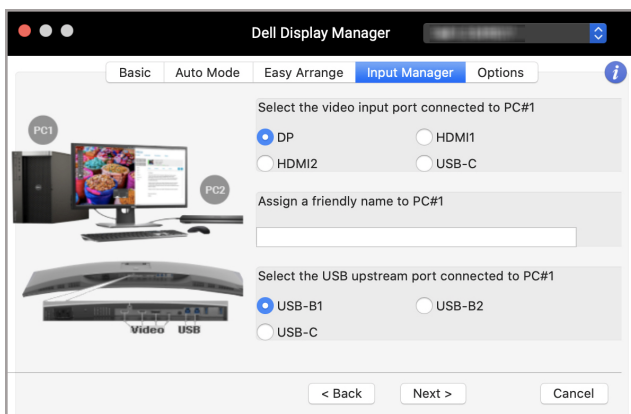 Dell Display Manager
Basic Auto Mode Easy Arrange Input Manager Options
i
Select the video input port connected to PC#1
DP HDMI1
HDMI2 USB-C
PC1
PC2
Assign a friendly name to PC#1
Select the USB upstream port connected to PC#1
USB-B1 USB-B2
USB-C
Video USB
< Back Next > Cancel